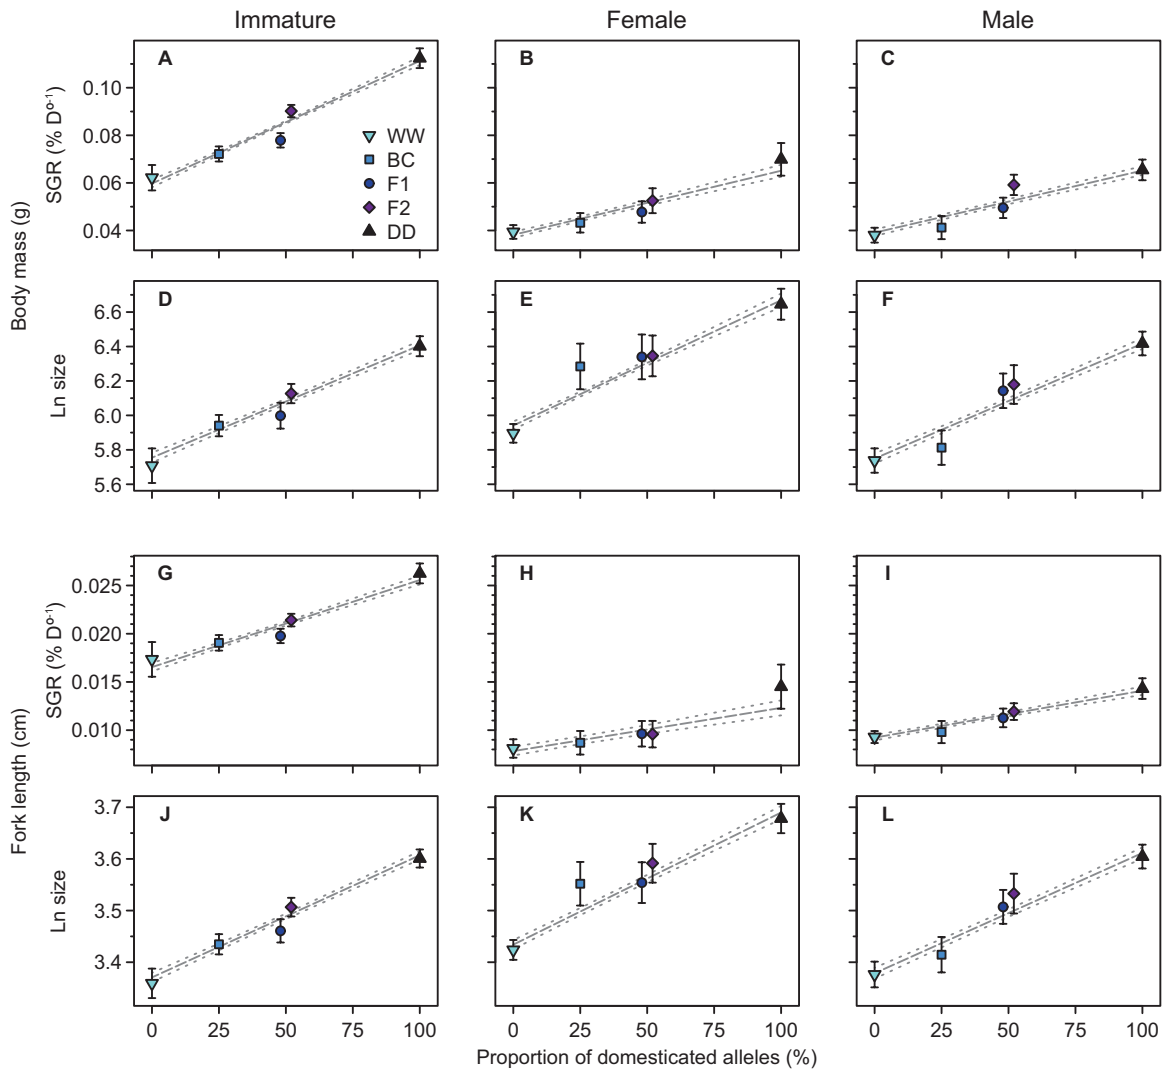 Immature Female Male
A B C
0.10
0.08
0.06
0.04
SGR (% D°⁻¹)
WW
BC
F1
F2
DD
Body mass (g)
D E F
6.6
6.4
6.2
6.0
5.8
5.6
Ln size
G H I
0.025
0.020
0.015
0.010
SGR (% D°⁻¹)
Fork length (cm)
J K L
3.7
3.6
3.5
3.4
Ln size
0 25 50 75 100 0 25 50 75 100 0 25 50 75 100
Proportion of domesticated alleles (%)